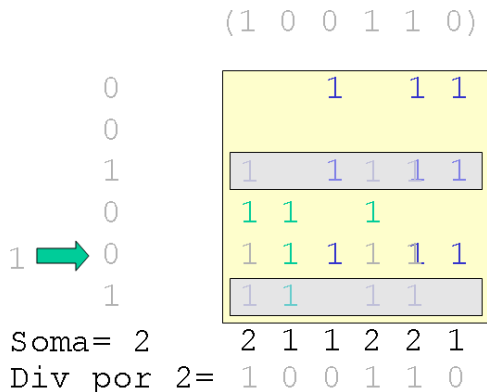 (1 0 0 1 1 0)
0 1 1 1
0
1 1 1 1 1 1
0 1 1 1
1 0 1 1 1 1 1 1
1 1 1 1 1
Soma= 2 2 1 1 2 2 1
Div por 2= 1 0 0 1 1 0